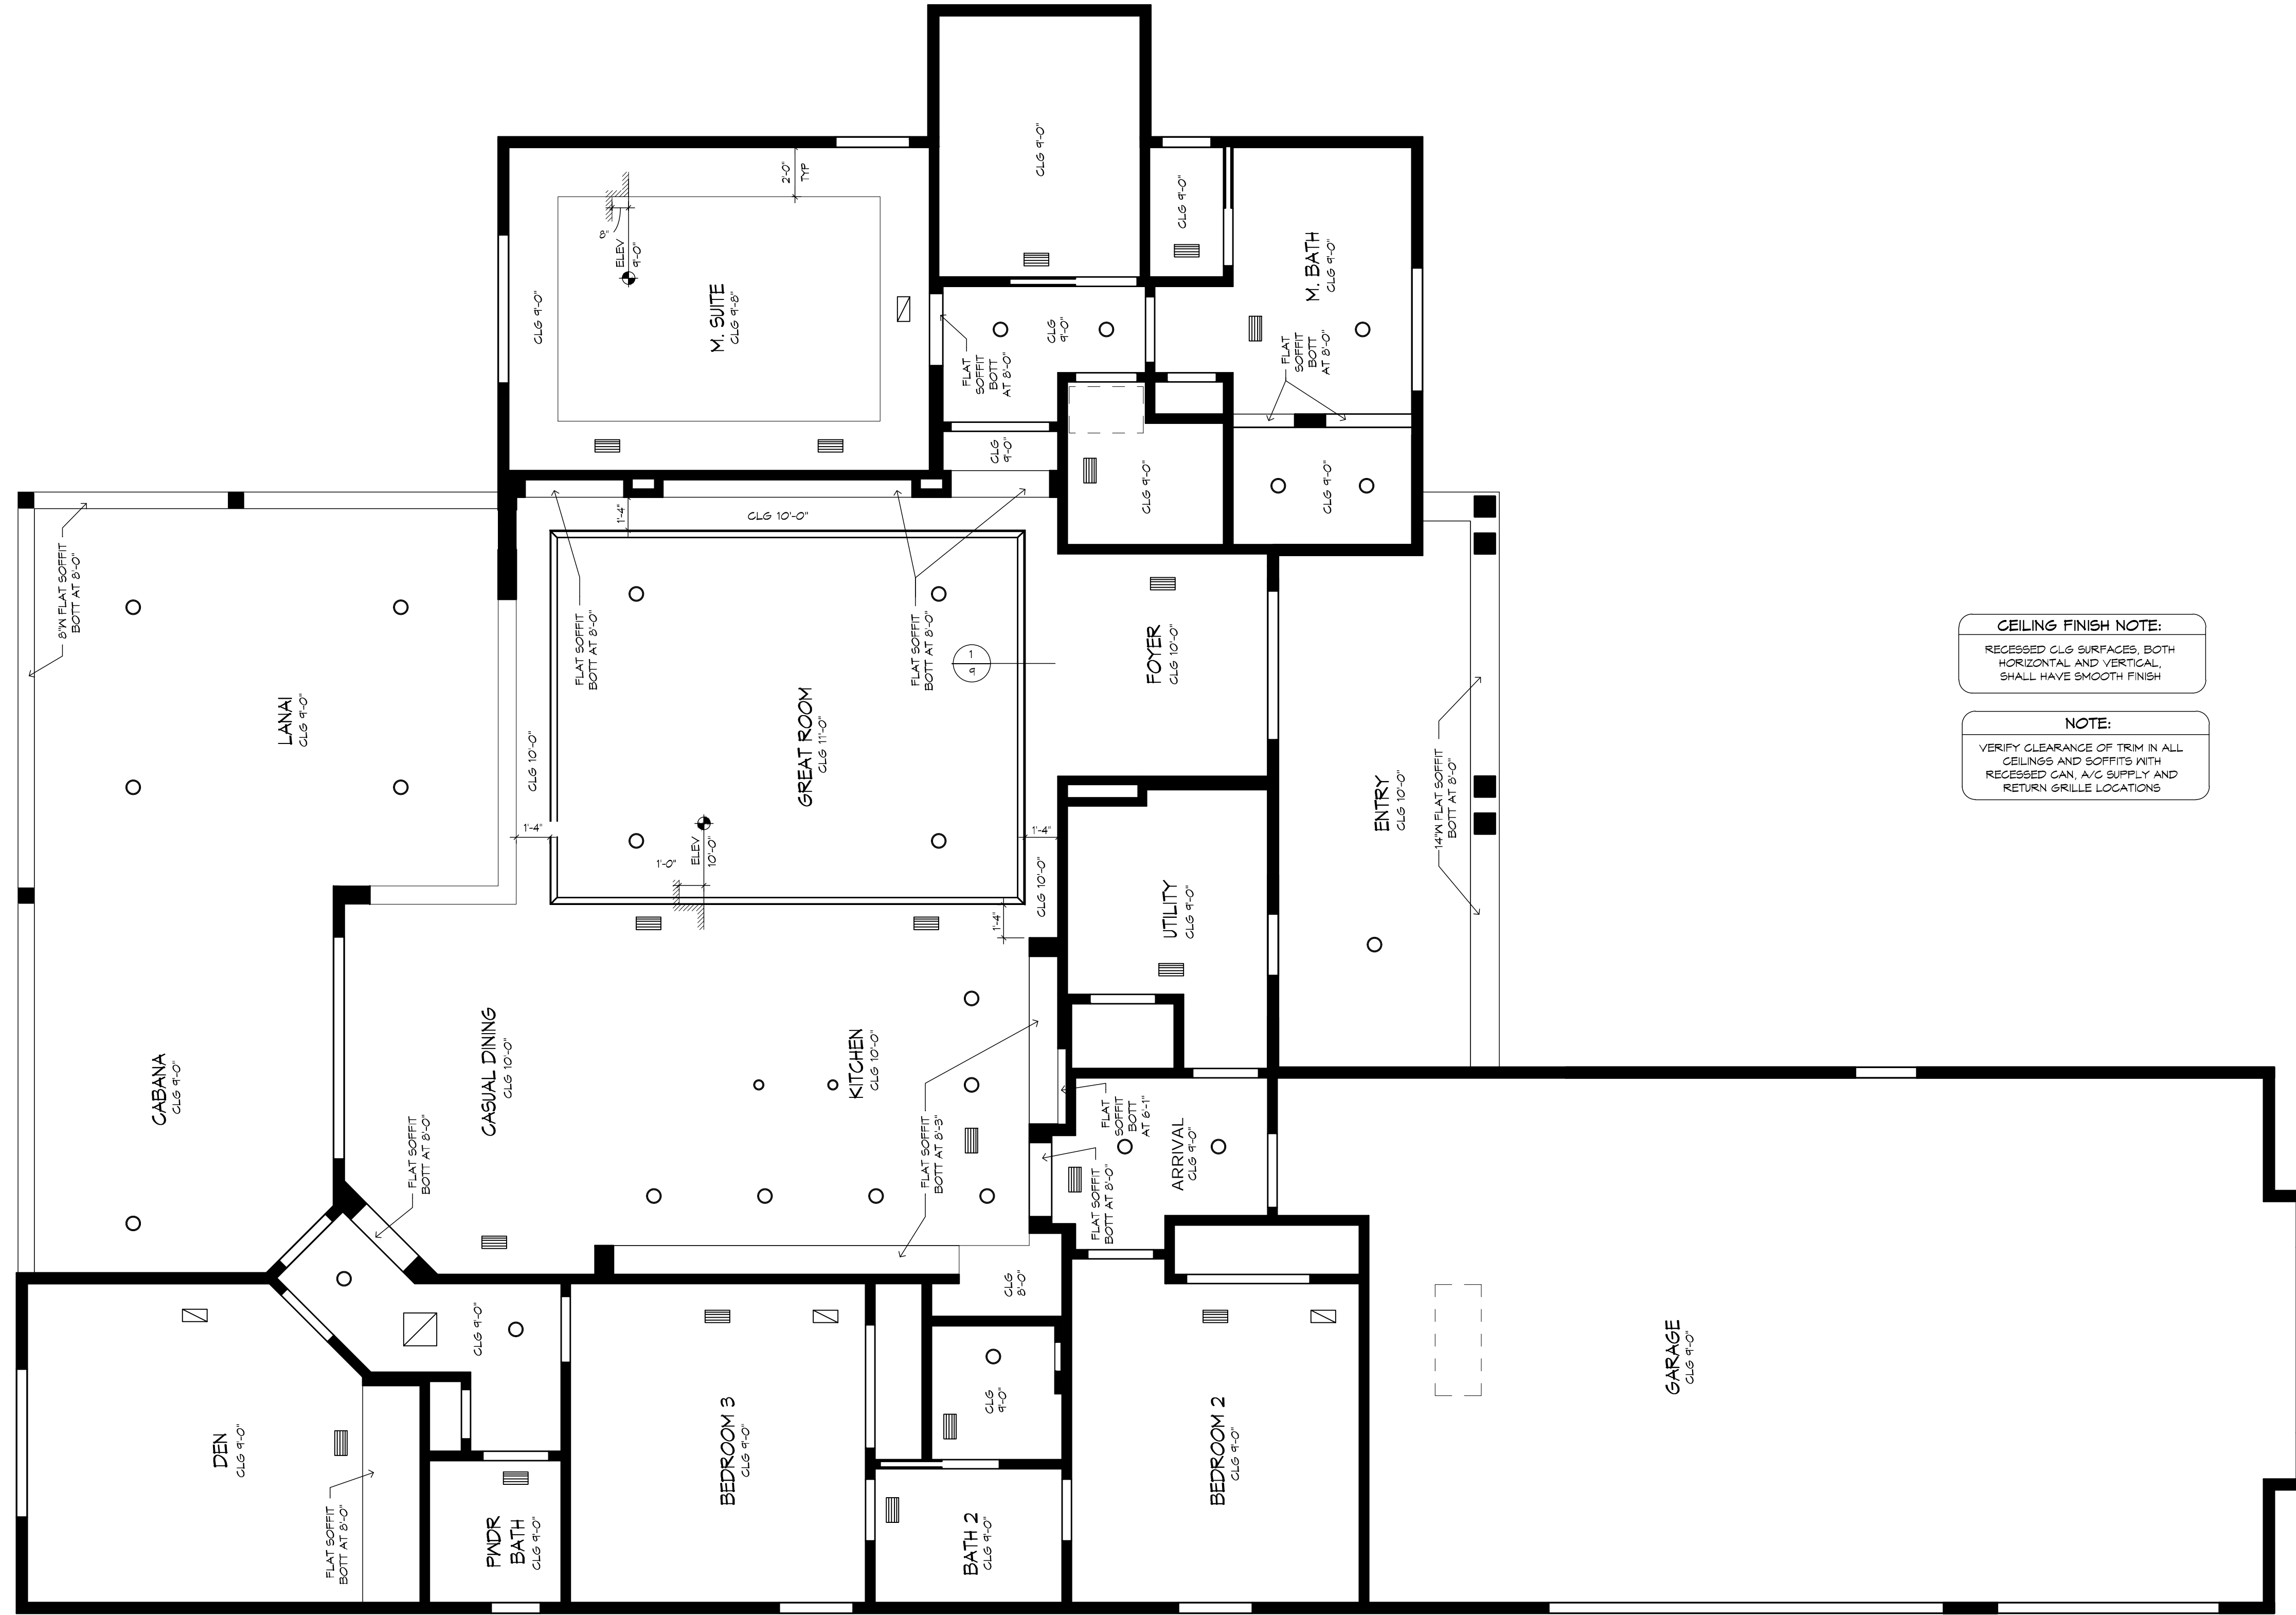 CLG 9'-0"
CLG 9'-0"
M. BATH
CLG 9'-0"
2'-0"
TYP
8"
ELEV
9'-0"
CLG 9'-0"
M. SUITE
CLG 9'-8"
FLAT
SOFFIT
BOTT
AT 8'-0"
CLG
9'-0"
FLAT
SOFFIT
BOTT
AT 8'-0"
CLG
9'-0"
CLG 9'-0"
CLG 9'-0"
1'-4"
CLG 10'-0"
8"W FLAT SOFFIT
BOTT AT 8'-0"
FLAT SOFFIT
BOTT AT 8'-0"
FLAT SOFFIT
BOTT AT 8'-0"
1
9
FOYER
CLG 10'-0"
LANAI
CLG 9'-0"
CLG 10'-0"
GREAT ROOM
CLG 11'-0"
1'-4"
1'-0"
ELEV
10'-0"
1'-4"
CLG 10'-0"
1'-4"
ENTRY
CLG 10'-0"
14"W FLAT SOFFIT
BOTT AT 8'-0"
CEILING FINISH NOTE:
RECESSED CLG SURFACES, BOTH
HORIZONTAL AND VERTICAL,
SHALL HAVE SMOOTH FINISH
NOTE:
VERIFY CLEARANCE OF TRIM IN ALL
CEILINGS AND SOFFITS WITH
RECESSED CAN, A/C SUPPLY AND
RETURN GRILLE LOCATIONS
UTILITY
CLG 9'-0"
CABANA
CLG 9'-0"
CASUAL DINING
CLG 10'-0"
KITCHEN
CLG 10'-0"
FLAT SOFFIT
BOTT AT 8'-0"
FLAT SOFFIT
BOTT AT 8'-3"
FLAT
SOFFIT
BOTT
AT 6'-1"
FLAT SOFFIT
BOTT AT 8'-0"
ARRIVAL
CLG 9'-0"
CLG
8'-0"
CLG 9'-0"
GARAGE
CLG 9'-0"
DEN
CLG 9'-0"
FLAT SOFFIT
BOTT AT 8'-0"
PWDR
BATH
CLG 9'-0"
BEDROOM 3
CLG 9'-0"
CLG
9'-0"
BATH 2
CLG 9'-0"
BEDROOM 2
CLG 9'-0"